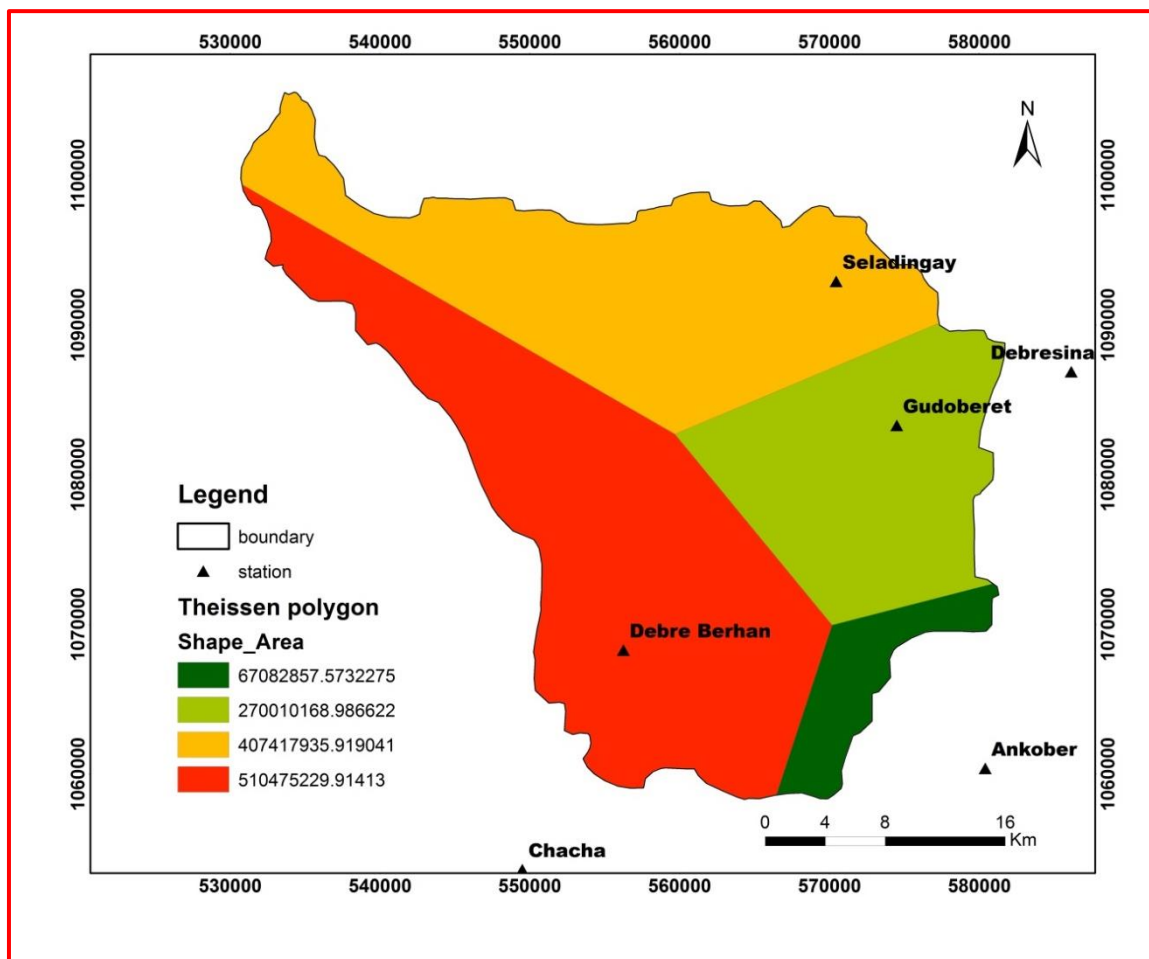 530000 540000 550000 560000 570000 580000
N
1100000
1100000
Seladingay
1090000
1090000
Debresina
Gudoberet
1080000
1080000
Legend
boundary
station
Theissen polygon
Shape_Area
67082857.5732275
270010168.986622
407417935.919041
510475229.91413
1070000
1070000
Debre Berhan
Ankober
1060000
1060000
0 4 8 16
Km
Chacha
530000 540000 550000 560000 570000 580000